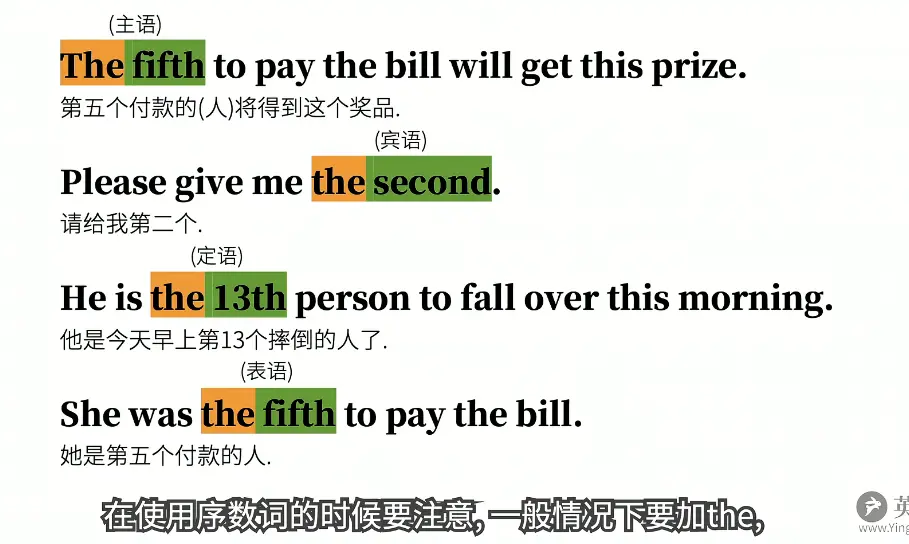 (主语)
The fifth to pay the bill will get this prize.
第五个付款的(人)将得到这个奖品.
(宾语)
Please give me the second.
请给我第二个.
(定语)
He is the 13th person to fall over this morning.
他是今天早上第13个摔倒的人了.
(表语)
She was the fifth to pay the bill.
她是第五个付款的人.
在使用序数词的时候要注意, 一般情况下要加the,
英
www.Ying